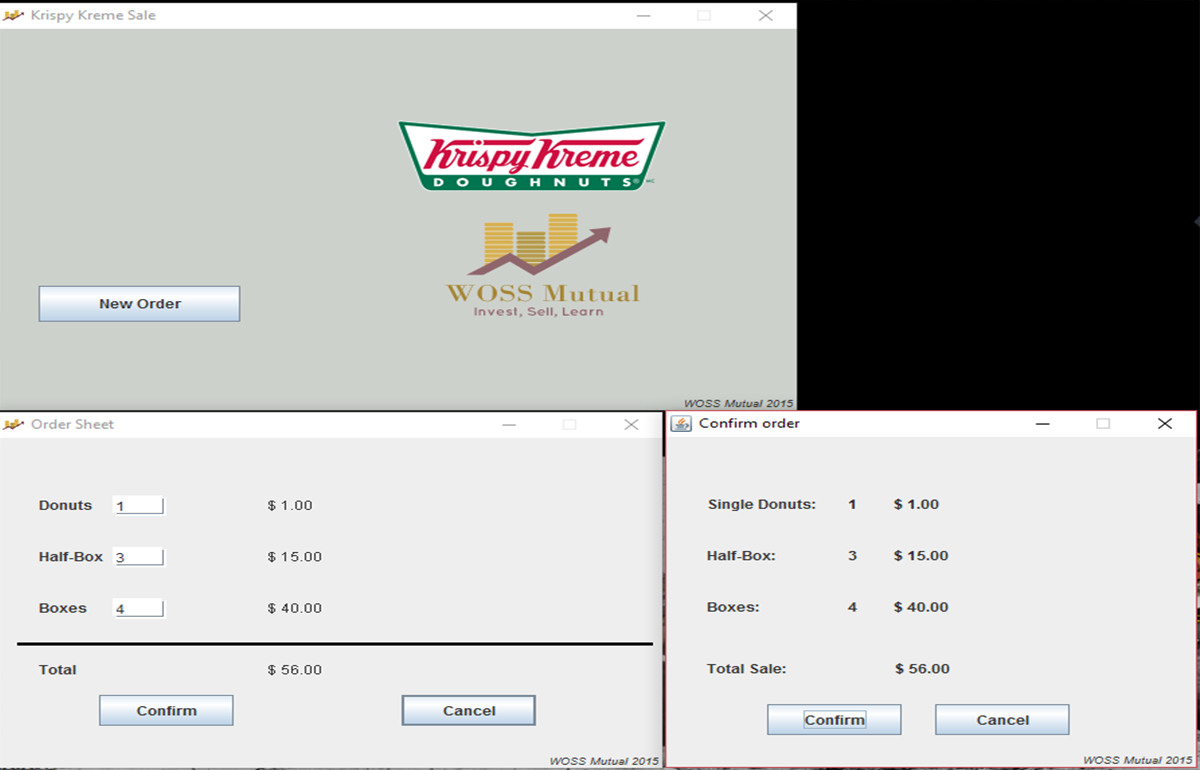 Krispy Kreme Sale
Krispy Kreme
DOUGHNUTS
WOSS Mutual
Invest, Sell, Learn
New Order
WOSS Mutual 2015
Order Sheet
Donuts 1 $ 1.00
Half-Box 3 $ 15.00
Boxes 4 $ 40.00
Total $ 56.00
Confirm Cancel
WOSS Mutual 2015
Confirm order
Single Donuts: 1 $ 1.00
Half-Box: 3 $ 15.00
Boxes: 4 $ 40.00
Total Sale: $ 56.00
Confirm Cancel
WOSS Mutual 2015